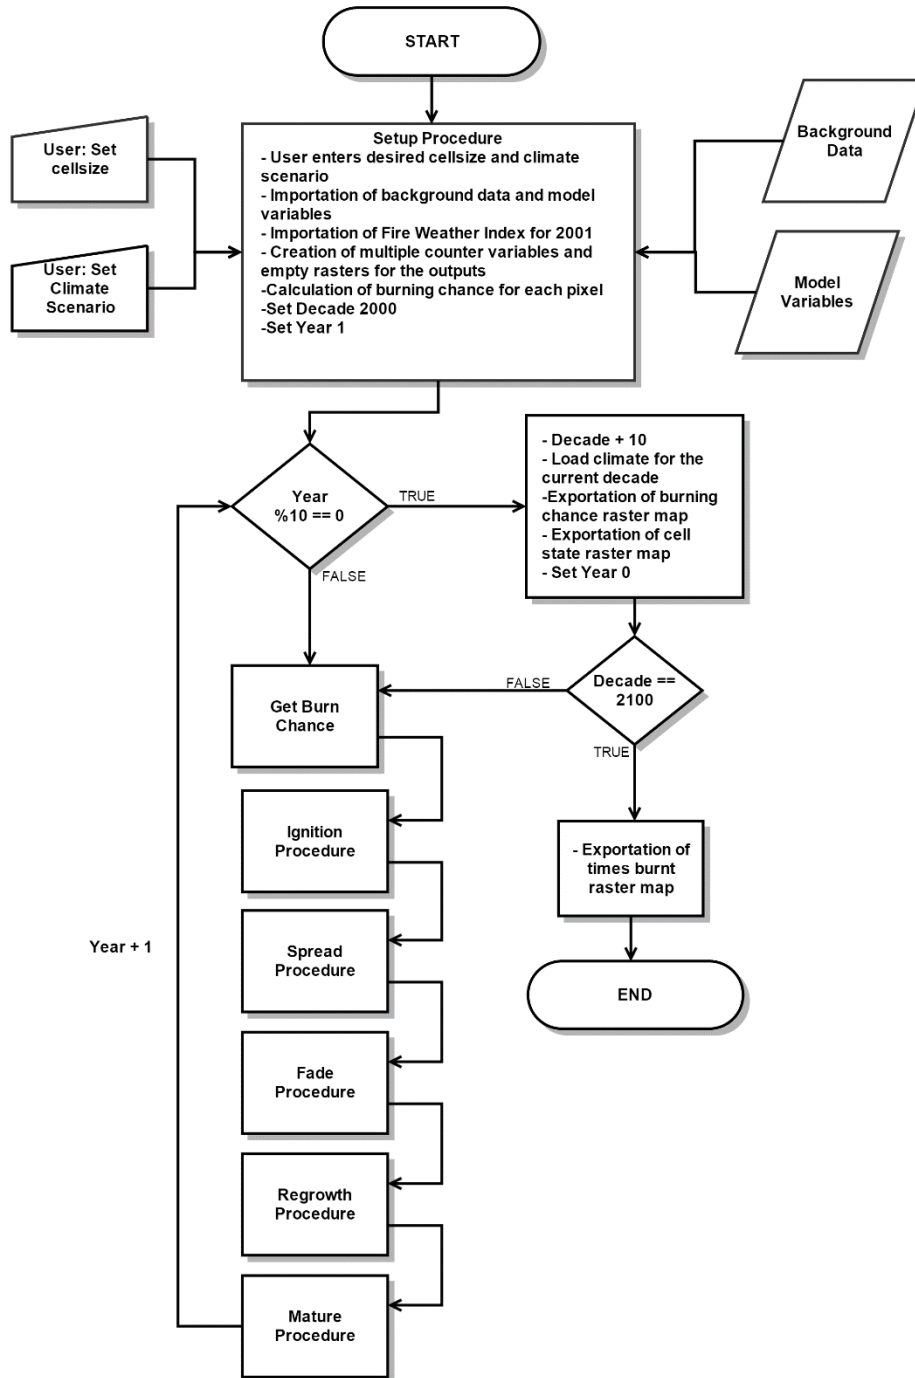 START
User: Set
cellsize
User: Set
Climate
Scenario
Setup Procedure
- User enters desired cellsize and climate
scenario
- Importation of background data and model
variables
- Importation of Fire Weather Index for 2001
- Creation of multiple counter variables and
empty rasters for the outputs
-Calculation of burning chance for each pixel
-Set Decade 2000
-Set Year 1
Background
Data
Model
Variables
Year
%10 == 0
TRUE
FALSE
- Decade + 10
- Load climate for the
current decade
-Exportation of burning
chance raster map
- Exportation of cell
state raster map
- Set Year 0
Decade ==
2100
FALSE
TRUE
Get Burn
Chance
Ignition
Procedure
- Exportation of
times burnt
raster map
Year + 1
Spread
Procedure
END
Fade
Procedure
Regrowth
Procedure
Mature
Procedure